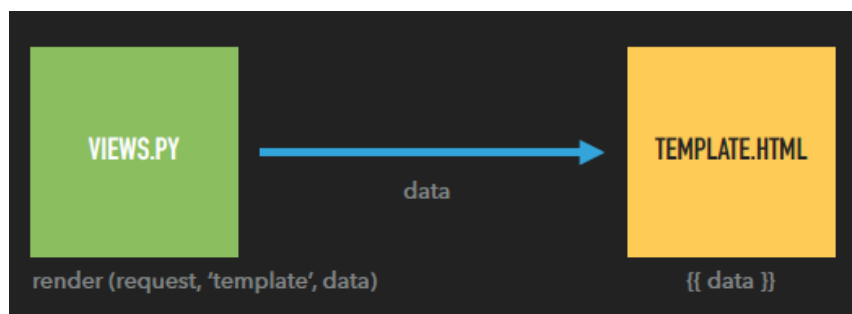 VIEWS.PY
TEMPLATE.HTML
data
render (request, ‘template’, data)
{{ data }}